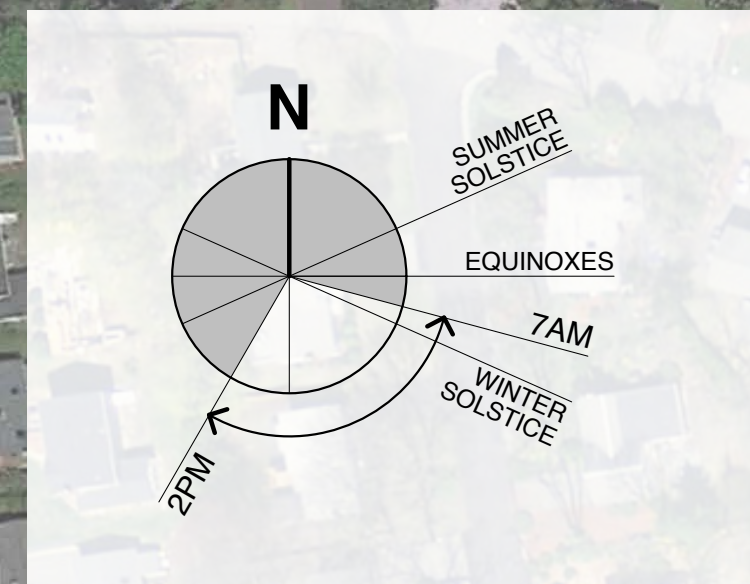 N
SUMMER
SOLSTICE
EQUINOXES
7AM
WINTER
SOLSTICE
2PM